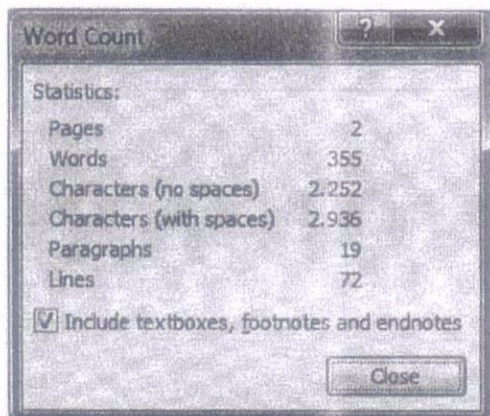 Word Count ? X
Statistics:
Pages 2
Words 355
Characters (no spaces) 2.252
Characters (with spaces) 2.936
Paragraphs 19
Lines 72
Include textboxes, footnotes and endnotes
Close